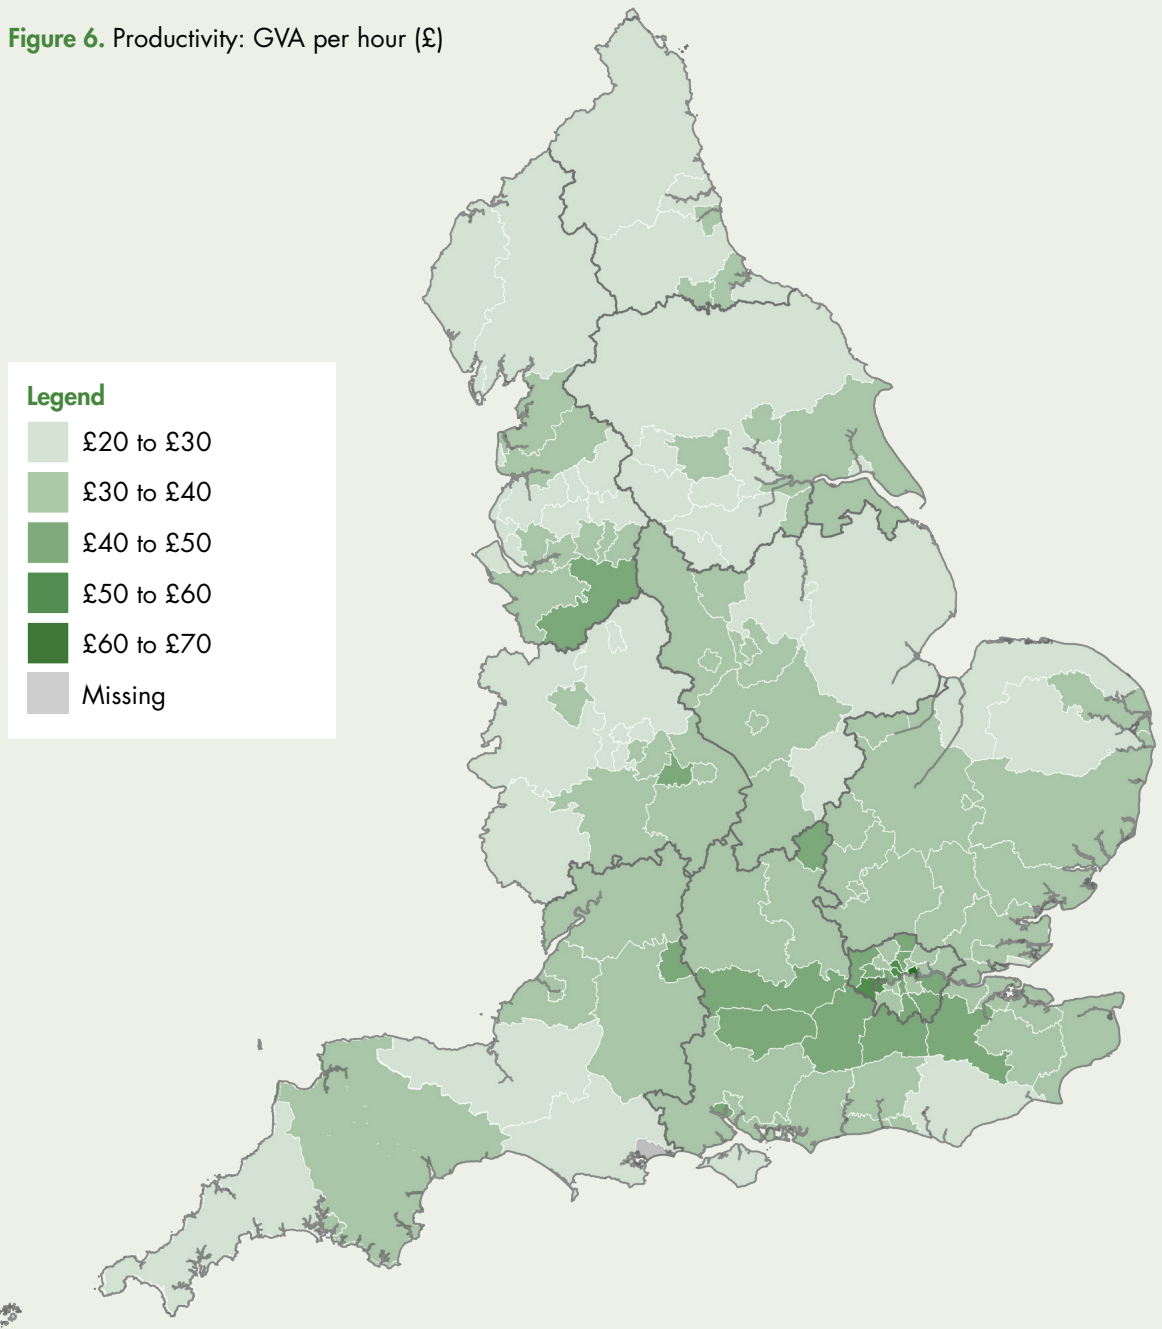 Figure 6. Productivity: GVA per hour (£)
Legend
£20 to £30
£30 to £40
£40 to £50
£50 to £60
£60 to £70
Missing